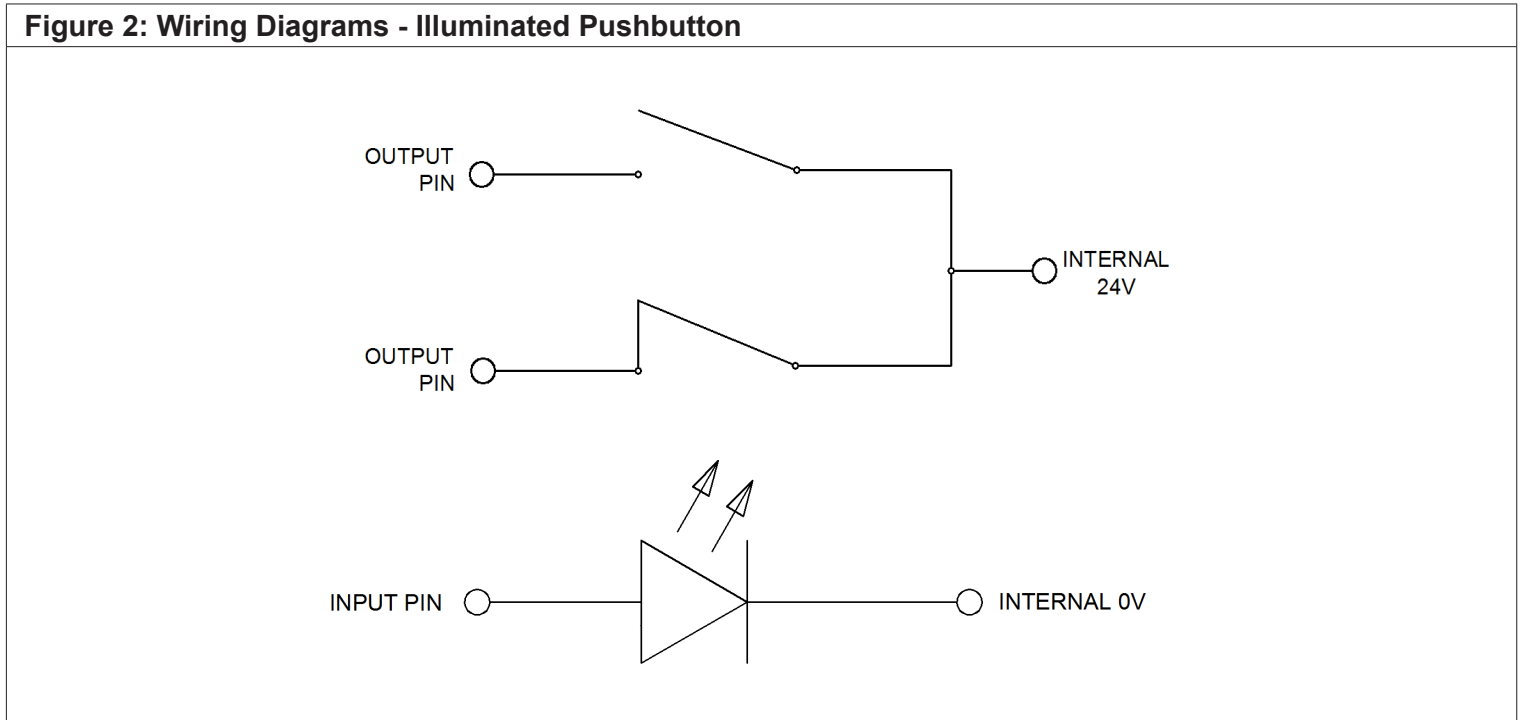 Figure 2: Wiring Diagrams - Illuminated Pushbutton
OUTPUT
PIN
INTERNAL
24V
OUTPUT
PIN
INPUT PIN
INTERNAL 0V